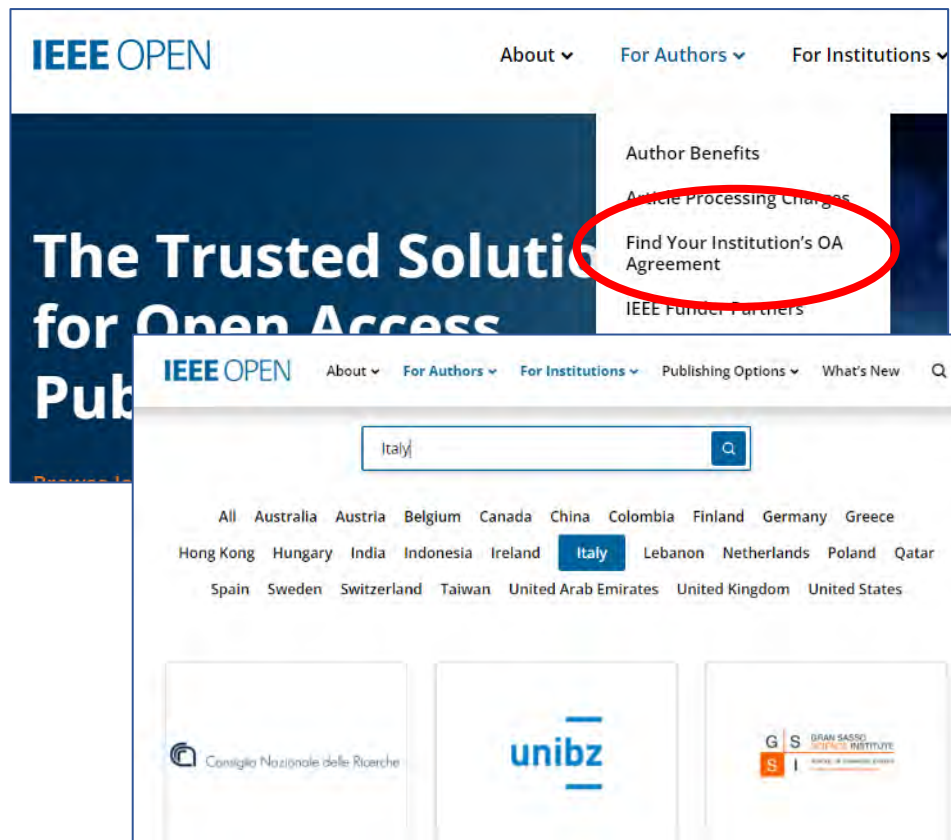 IEEE OPEN
About
For Authors
For Institutions
Author Benefits
Article Processing Charges
Find Your Institution's OA
Agreement
IEEE Funder Partners
The Trusted Solutio
for Open Access
Pub
IEEE OPEN
About
For Authors
For Institutions
Publishing Options
What's New
Italy
All Australia Austria Belgium Canada China Colombia Finland Germany Greece
Hong Kong Hungary India Indonesia Ireland Italy Lebanon Netherlands Poland Qatar
Spain Sweden Switzerland Taiwan United Arab Emirates United Kingdom United States
Consiglio Nazionale delle Ricerche
unibz
G S
S I
GRAN SASSO
SCIENCE INSTITUTE